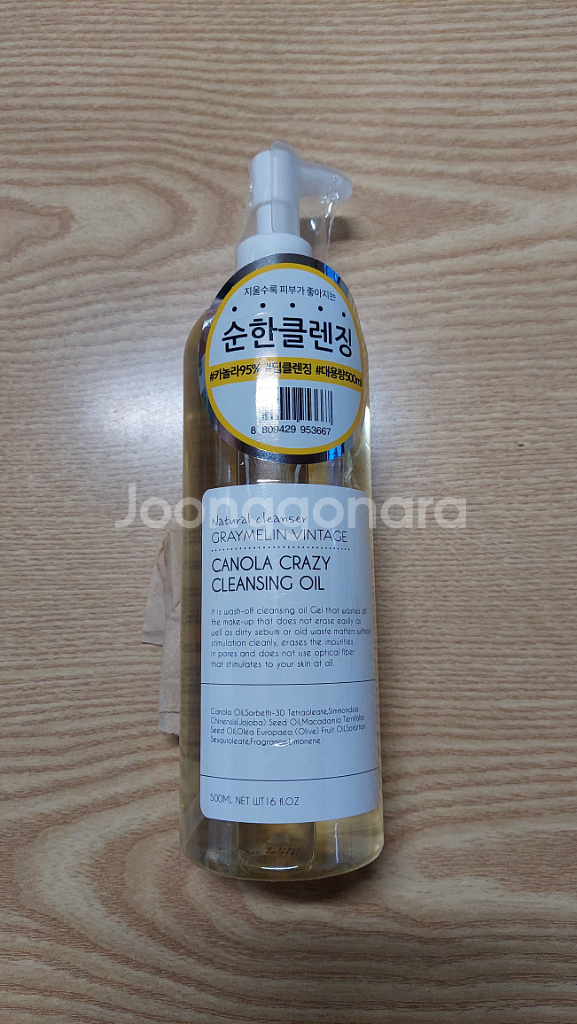 지울수록 피부가 좋아지는
순한클렌징
#카놀라95% #딥클렌징 #대용량500ml
8 809429 953667
Joonggonara
Natural cleanser
GRAYMELIN VINTAGE
CANOLA CRAZY
CLEANSING OIL
It is wash-off cleansing oil Gel that washes off
the make-up that does not erase easily as
well as dirty sebum or old waste matters without
stimulation cleanly, erases the impurities
in pores and does not use optical fiber
that stimulates to your skin at all.
Canola Oil,Sorbeth-30 Tetraoleate,Simmondsia
Chinensis(Jojoba) Seed Oil,Macadamia Ternifolia
Seed Oil,Olea Europaea (Olive) Fruit Oil,Sorbitan
Sesquioleate,Fragrance,Limonene
500ML NET WT16 fl.OZ